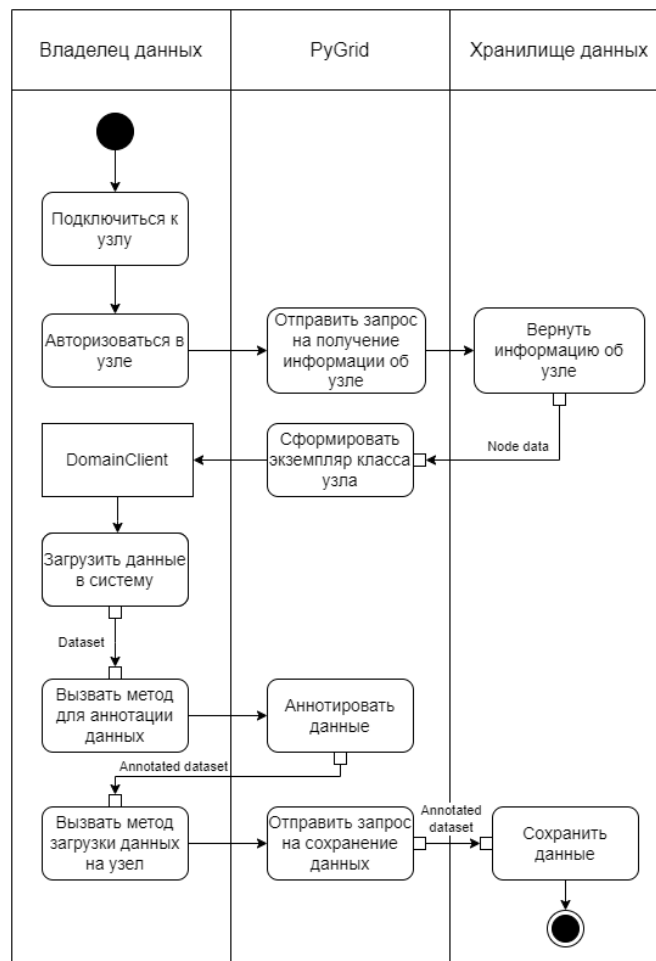 Владелец данных
PyGrid
Хранилище данных
Подключиться к
узлу
Авторизоваться в
узле
Отправить запрос
на получение
информации об
узле
Вернуть
информацию об
узле
Node data
Сформировать
экземпляр класса
узла
DomainClient
Загрузить данные
в систему
Dataset
Вызвать метод
для аннотации
данных
Аннотировать
данные
Annotated dataset
Вызвать метод
загрузки данных
на узел
Отправить запрос
на сохранение
данных
Annotated
dataset
Сохранить
данные